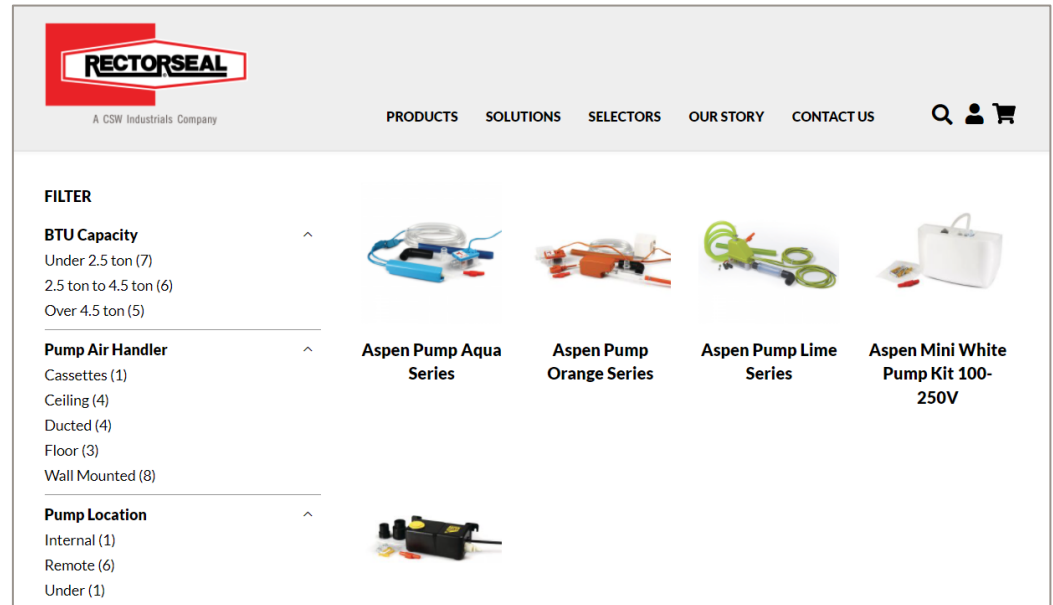 RECTORSEAL
A CSW Industrials Company
PRODUCTS SOLUTIONS SELECTORS OUR STORY CONTACT US
FILTER
BTU Capacity
Under 2.5 ton (7)
2.5 ton to 4.5 ton (6)
Over 4.5 ton (5)
Pump Air Handler
Cassettes (1)
Ceiling (4)
Ducted (4)
Floor (3)
Wall Mounted (8)
Pump Location
Internal (1)
Remote (6)
Under (1)
Aspen Pump Aqua
Series
Aspen Pump
Orange Series
Aspen Pump Lime
Series
Aspen Mini White
Pump Kit 100-
250V